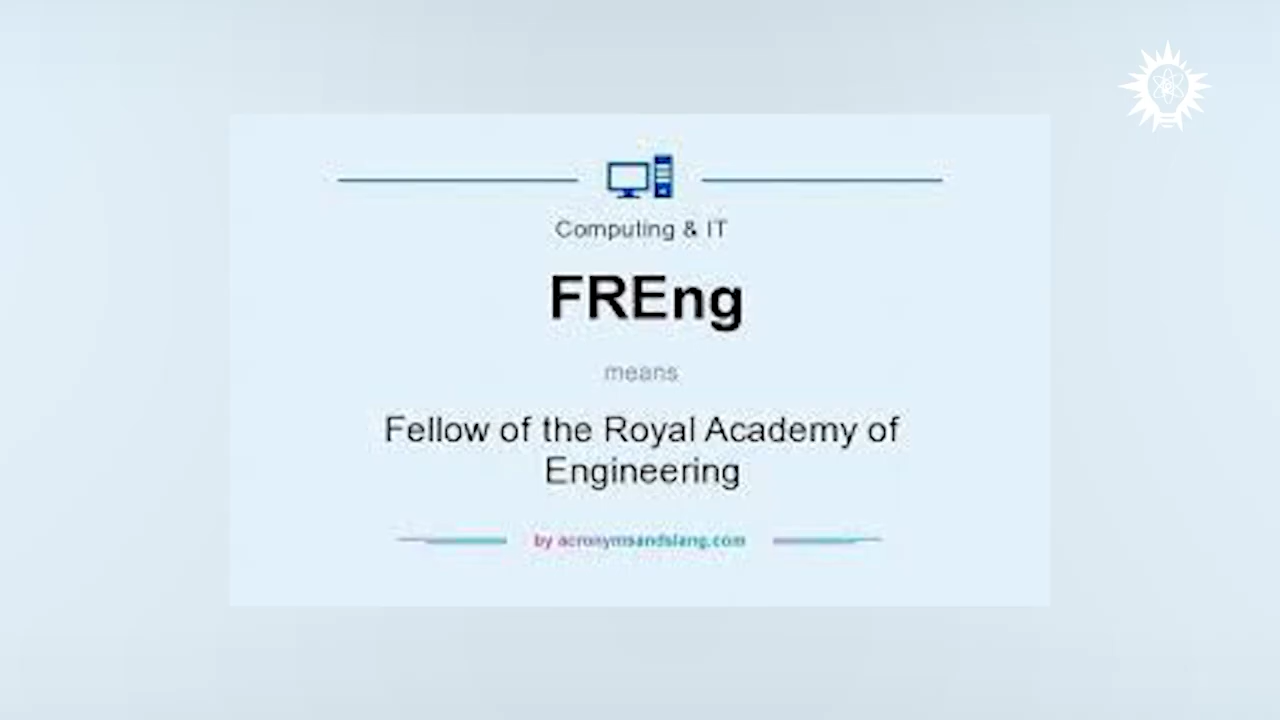 Computing & IT
FREng
means
Fellow of the Royal Academy of
Engineering
by acronymsandslang.com